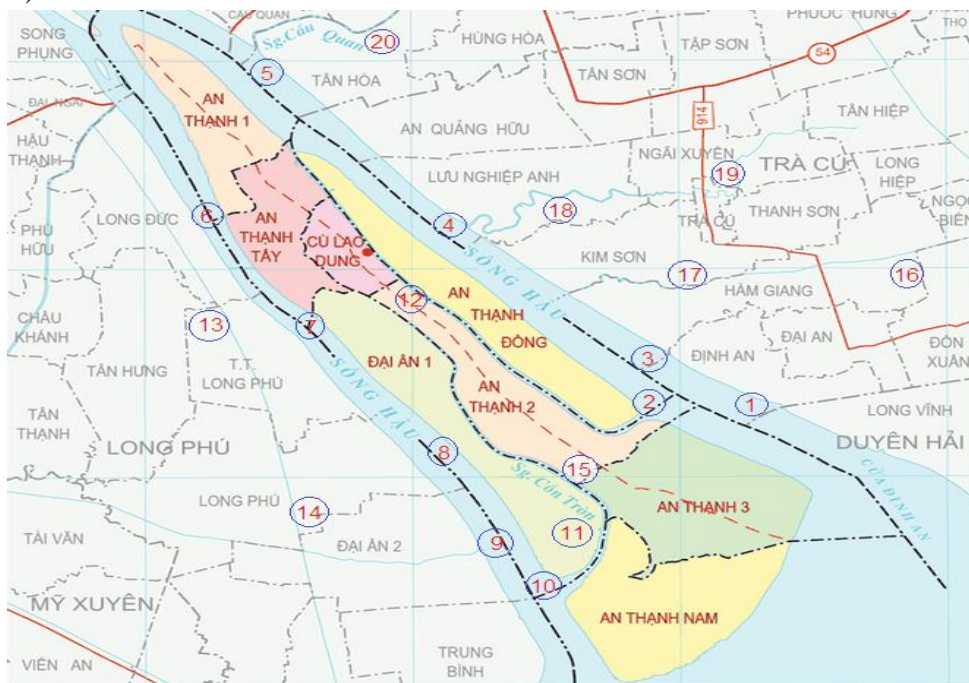 CẦU QUAN
PHƯỚC HƯNG
SONG
PHỤNG
Sg. Cầu Quan
20
HÙNG HÒA
TẬP SƠN
54
5
TÂN HÒA
TÂN SƠN
ĐẠI NGÃI
AN
THẠNH 1
914
TÂN HIỆP
HẬU
THẠNH
AN QUẢNG HỮU
NGÃI XUYÊN
TRÀ CÚ
LONG
HIỆP
LƯU NGHIỆP ANH
19
6
LONG ĐỨC
AN
THẠNH
TÂY
18
4
TRÀ CÚ
THANH SƠN
PHÚ
HỮU
CÙ LAO
DUNG
SÔNG HẬU
KIM SƠN
17
16
12
AN
THẠNH
ĐÔNG
HÀM GIANG
CHÂU
KHÁNH
13
7
ĐẠI AN
ĐÔN
XUÂN
TÂN HƯNG
T.T.
LONG PHÚ
SÔNG HẬU
ĐẠI ÂN 1
3
ĐỊNH AN
AN
THẠNH 2
2
1
LONG VĨNH
TÂN
THẠNH
LONG PHÚ
8
DUYÊN HẢI
15
CỬA ĐỊNH AN
Sg. Cồn Tròn
LONG PHÚ
14
AN THẠNH 3
11
TÀI VĂN
ĐẠI ÂN 2
9
10
MỸ XUYÊN
AN THẠNH NAM
TRUNG
BÌNH
VIÊN AN